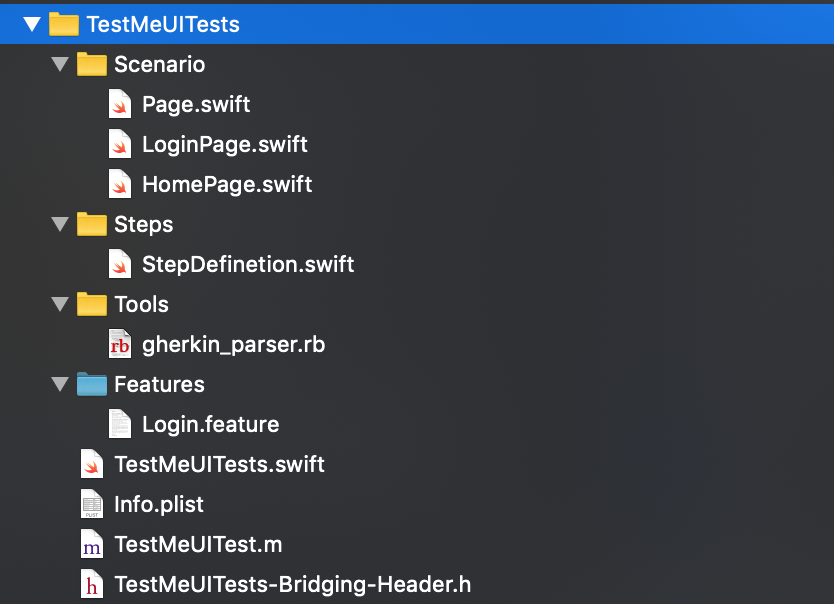 TestMeUITests
Scenario
Page.swift
LoginPage.swift
HomePage.swift
Steps
StepDefinetion.swift
Tools
rb gherkin_parser.rb
Features
Login.feature
TestMeUITests.swift
PLIST Info.plist
m TestMeUITest.m
h TestMeUITests-Bridging-Header.h